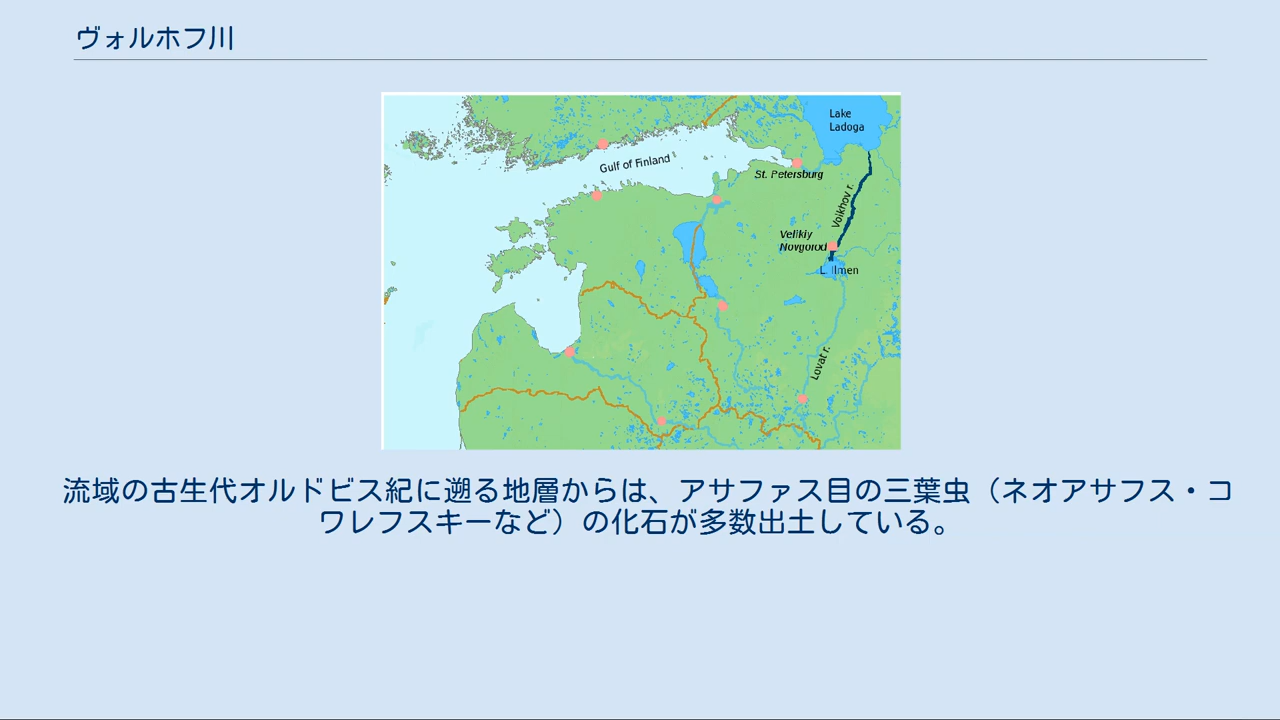 ヴォルホフ川
Lake
Ladoga
Gulf of Finland
St. Petersburg
Volkhov r.
Velikiy
Novgorod
L. Ilmen
Lovat r.
流域の古生代オルドビス紀に遡る地層からは、アサファス目の三葉虫（ネオアサフス・コ
ワレフスキーなど）の化石が多数出土している。